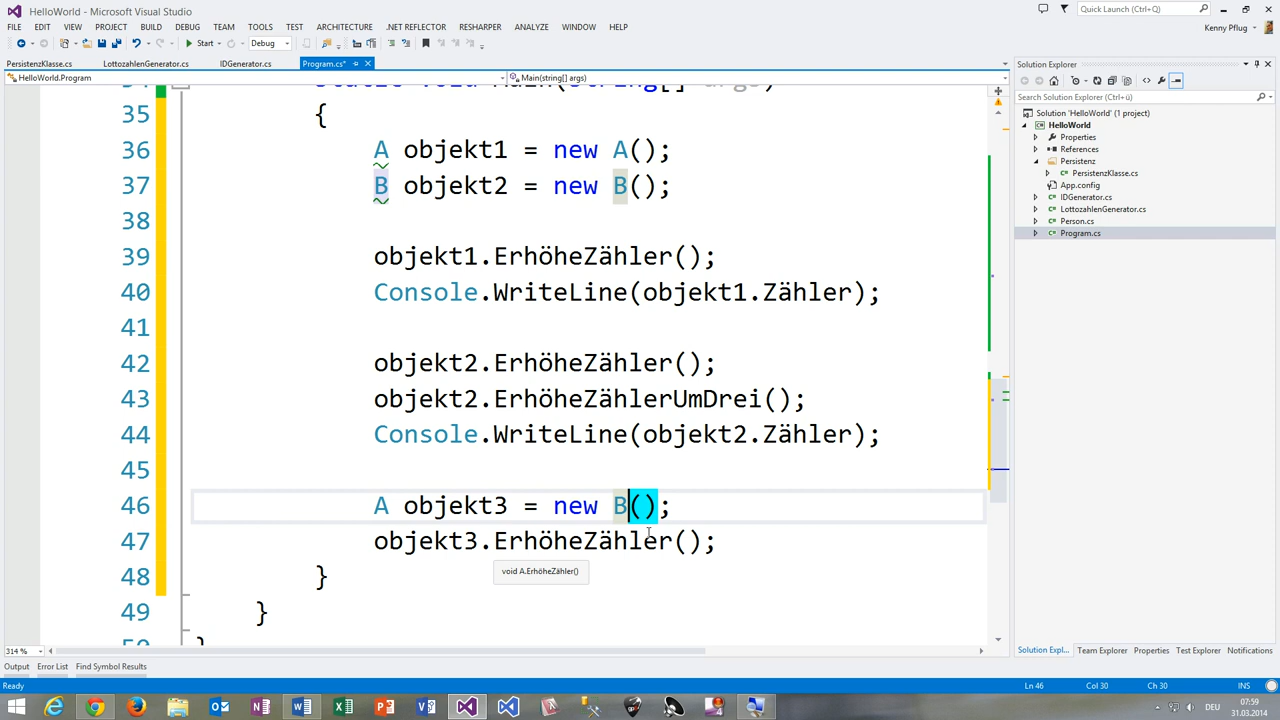 HelloWorld - Microsoft Visual Studio
Quick Launch (Ctrl+Q)
FILE EDIT VIEW PROJECT BUILD DEBUG TEAM TOOLS TEST ARCHITECTURE .NET REFLECTOR RESHARPER ANALYZE WINDOW HELP
Kenny Pflug
Start
Debug
PersistenzKlasse.cs LottozahlenGenerator.cs IDGenerator.cs Program.cs*
HelloWorld.Program
Main(string[] args)
35 {
36 A objekt1 = new A();
37 B objekt2 = new B();
38
39 objekt1.ErhöheZähler();
40 Console.WriteLine(objekt1.Zähler);
41
42 objekt2.ErhöheZähler();
43 objekt2.ErhöheZählerUmDrei();
44 Console.WriteLine(objekt2.Zähler);
45
46 A objekt3 = new B();
47 objekt3.ErhöheZähler();
void A.ErhöheZähler()
48 }
49 }
314 %
Solution Explorer
Search Solution Explorer (Ctrl+ü)
Solution 'HelloWorld' (1 project)
HelloWorld
Properties
References
Persistenz
PersistenzKlasse.cs
App.config
IDGenerator.cs
LottozahlenGenerator.cs
Person.cs
Program.cs
Solution Expl... Team Explorer Properties Test Explorer Notifications
Output Error List Find Symbol Results
Ready
Ln 46 Col 30 Ch 30 INS
DEU
07:59
31.03.2014